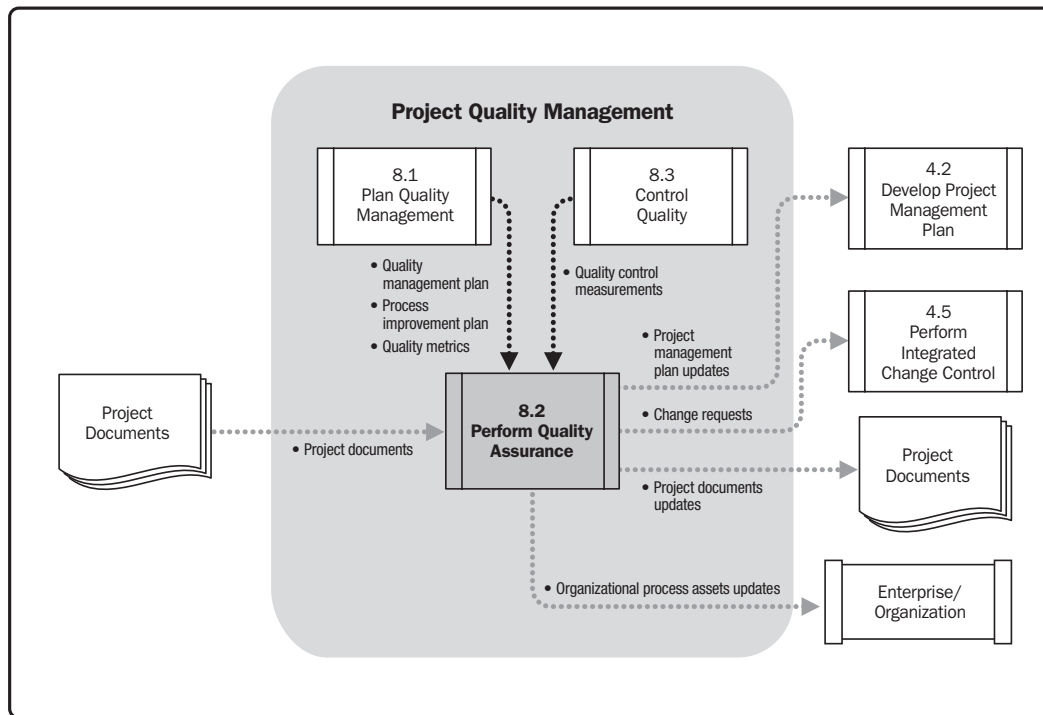 Project Quality Management
8.1
Plan Quality
Management
8.3
Control
Quality
4.2
Develop Project
Management
Plan
• Quality
management plan
• Process
improvement plan
• Quality metrics
• Quality control
measurements
4.5
Perform
Integrated
Change Control
• Project
management
plan updates
Project
Documents
• Project documents
8.2
Perform Quality
Assurance
• Change requests
• Project documents
updates
Project
Documents
• Organizational process assets updates
Enterprise/
Organization